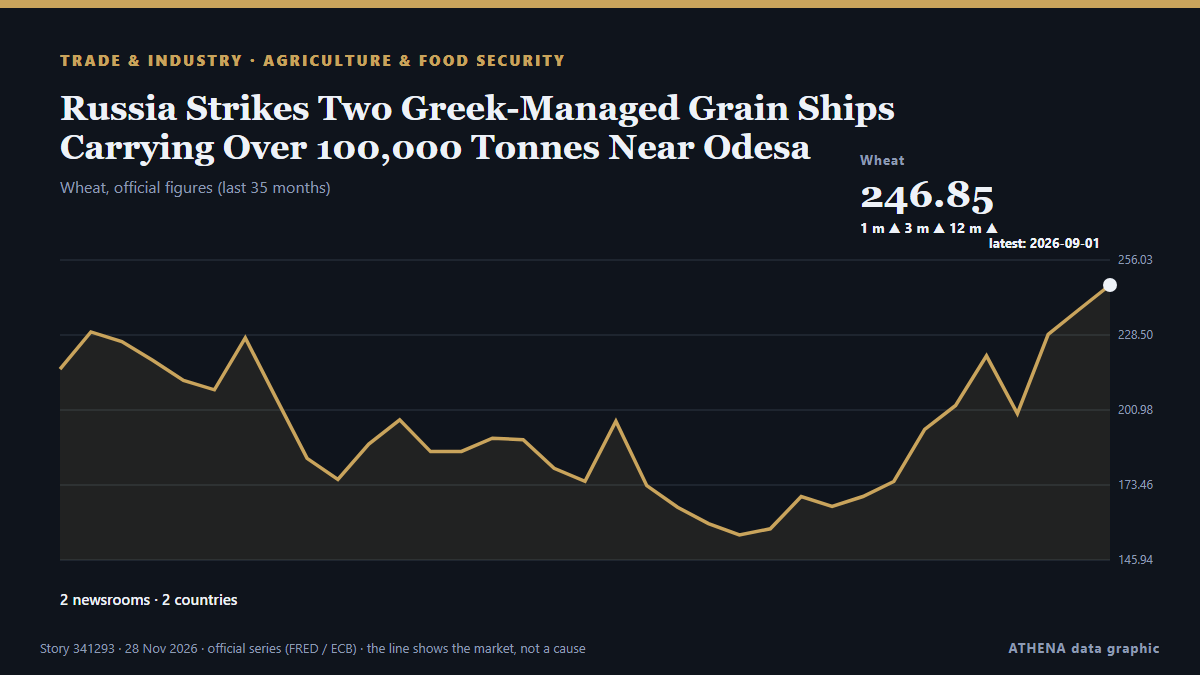 TRADE & INDUSTRY · AGRICULTURE & FOOD SECURITY
Russia Strikes Two Greek-Managed Grain Ships
Carrying Over 100,000 Tonnes Near Odesa
Wheat, official figures (last 35 months)
Wheat
246.85
1 m ▲ 3 m ▲ 12 m ▲
latest: 2026-09-01
256.03
228.50
200.98
173.46
145.94
2 newsrooms · 2 countries
Story 341293 · 28 Nov 2026 · official series (FRED / ECB) · the line shows the market, not a cause
ATHENA data graphic